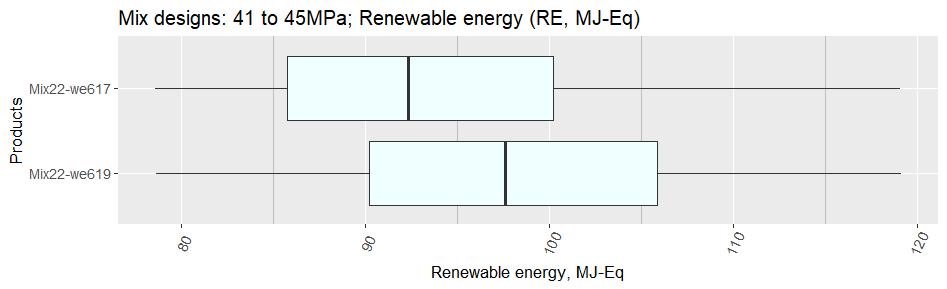 Mix designs: 41 to 45MPa; Renewable energy (RE, MJ-Eq)
Products
Mix22-we617
Mix22-we619
80
90
100
110
120
Renewable energy, MJ-Eq